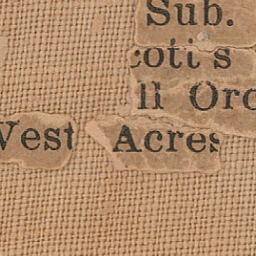 Sub.
cott's
ll Orc
West Acres